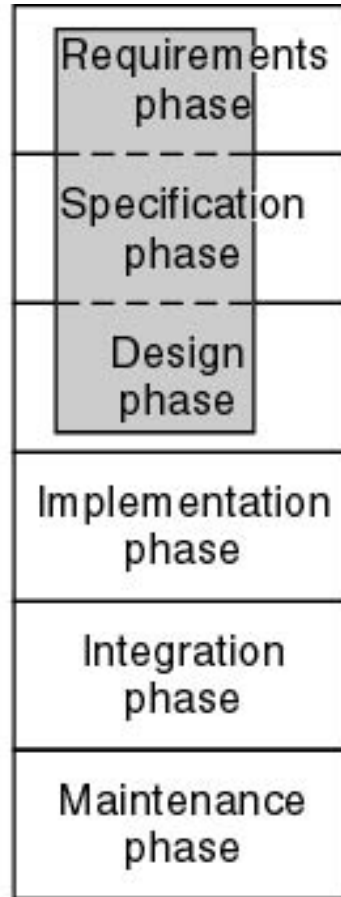 Requirements
phase
Specification
phase
Design
phase
Implementation
phase
Integration
phase
Maintenance
phase